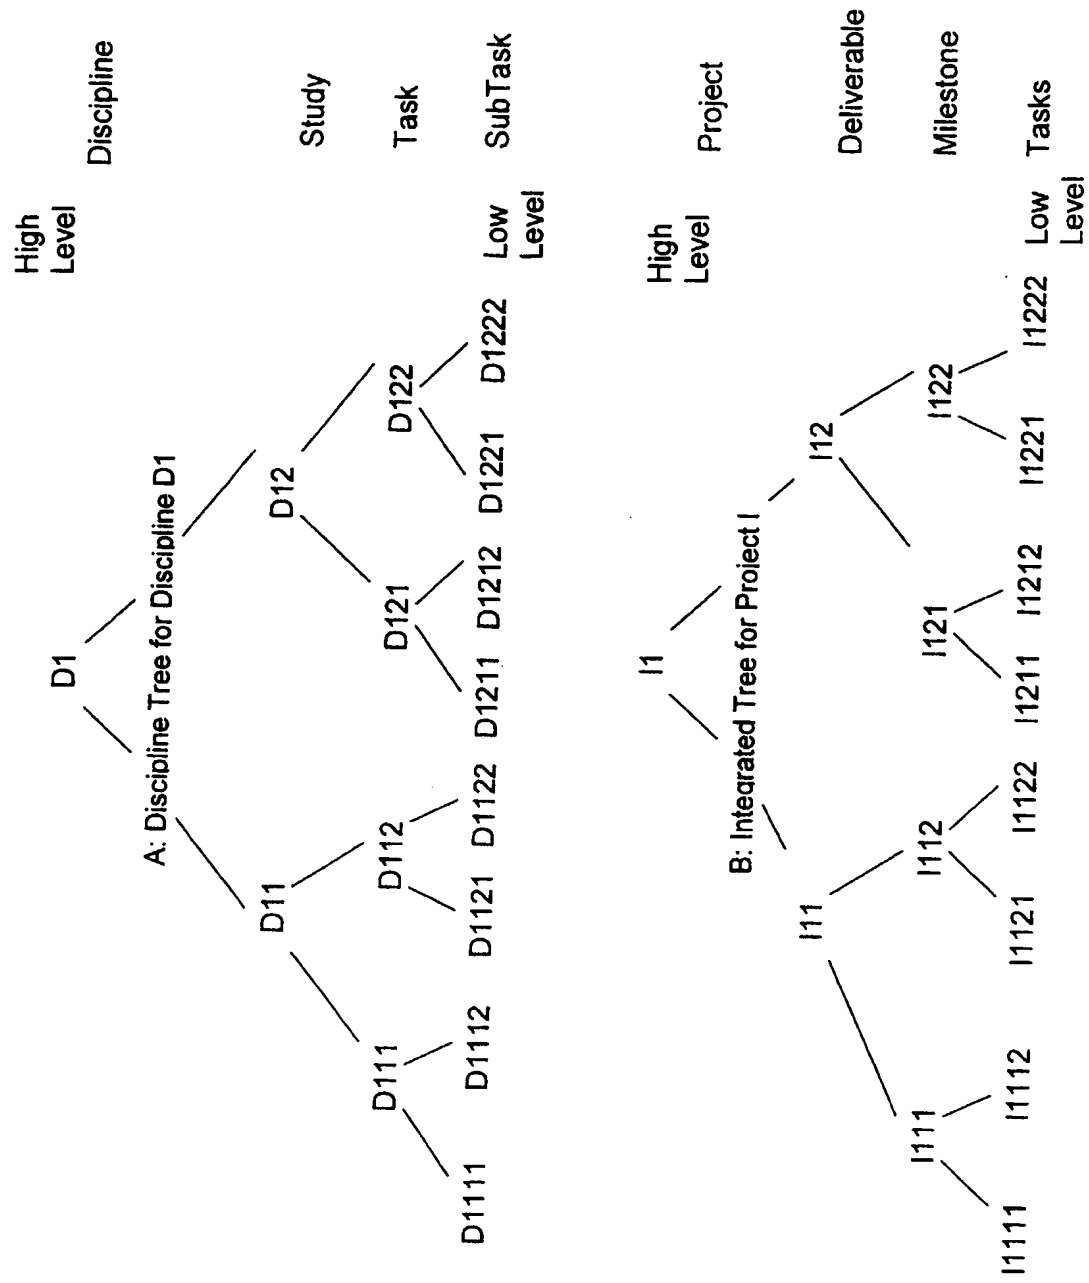 D1
High
Level
Discipline
A: Discipline Tree for Discipline D1
D11
D12
Study
D111
D112
D121
D122
Task
D1111
D1112
D1121
D1122
D1211
D1212
D1221
D1222
Low
Level
SubTask
I1
High
Level
Project
B: Integrated Tree for Project I
I11
I12
Deliverable
I111
I112
I121
I122
Milestone
I1111
I1112
I1121
I1122
I1211
I1212
I1221
I1222
Low
Level
Tasks